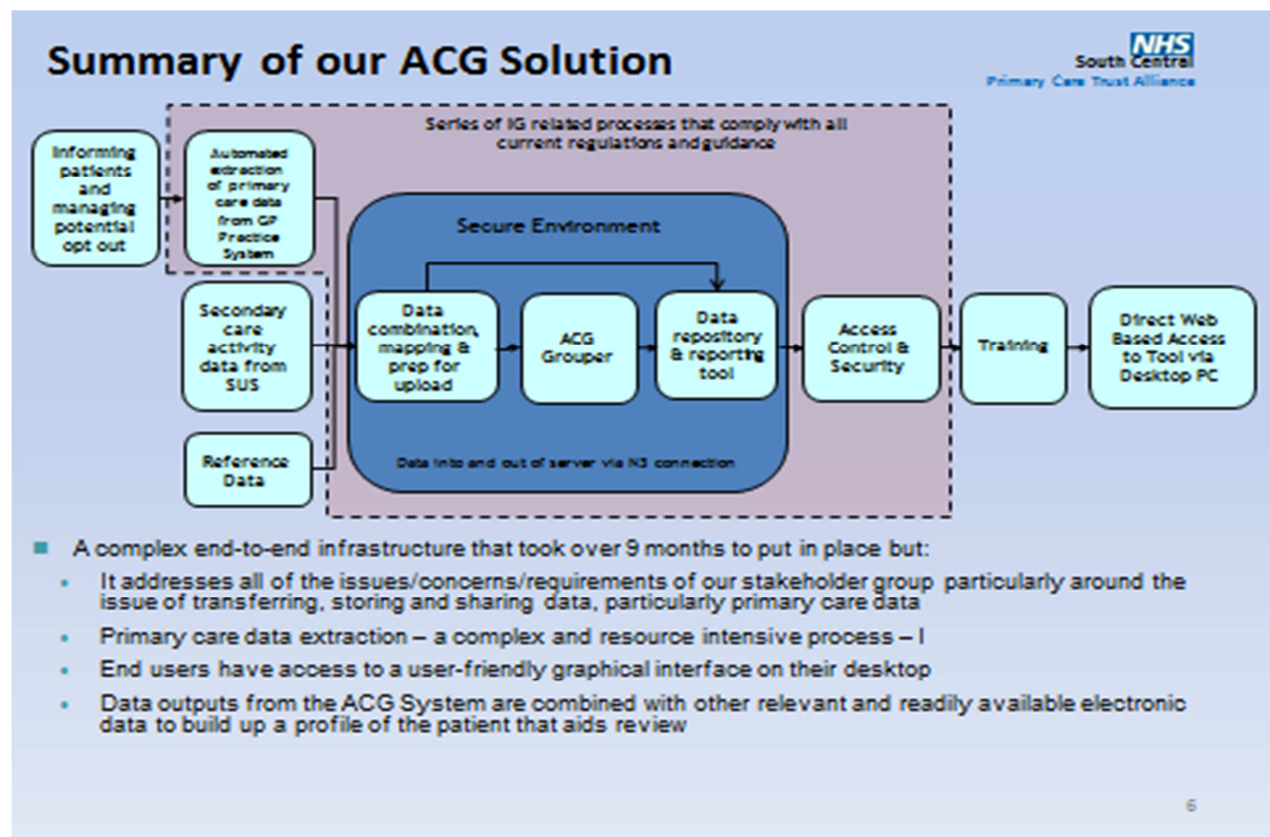 Summary of our ACG Solution
NHS
South Central
Primary Care Trust Alliance
Series of IG related processes that comply with all
current regulations and guidance
Informing
patients
and
managing
potential
opt out
Automated
extraction
of primary
care data
from GP
Practice
System
Secondary
care
activity
data from
SUS
Reference
Data
Secure Environment
Data
combination,
mapping &
prep for
upload
ACG
Grouper
Data
repository
& reporting
tool
Data into and out of server via N3 connection
Access
Control &
Security
Training
Direct Web
Based Access
to Tool via
Desktop PC
A complex end-to-end infrastructure that took over 9 months to put in place but:
It addresses all of the issues/concerns/requirements of our stakeholder group particularly around the
issue of transferring, storing and sharing data, particularly primary care data
Primary care data extraction – a complex and resource intensive process – I
End users have access to a user-friendly graphical interface on their desktop
Data outputs from the ACG System are combined with other relevant and readily available electronic
data to build up a profile of the patient that aids review
6